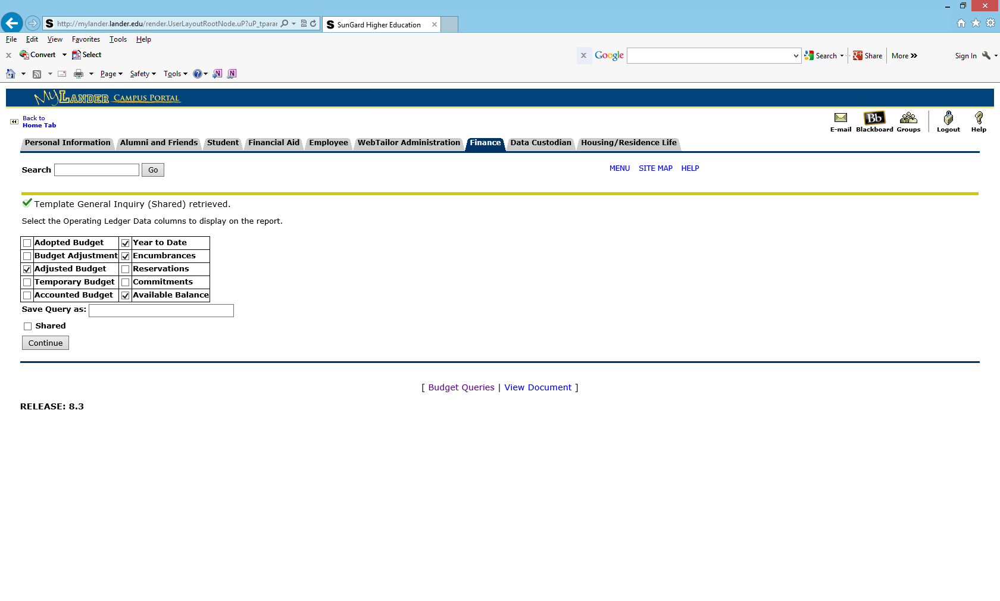 S http://mylander.lander.edu/render.UserLayoutRootNode.uP?uP_tparar
S SunGard Higher Education
File Edit View Favorites Tools Help
x Convert Select
x Google Search Share More Sign In
Page Safety Tools
MyLander Campus Portal
Back to
Home Tab
E-mail Bb Blackboard Groups Logout Help
Personal Information Alumni and Friends Student Financial Aid Employee WebTailor Administration Finance Data Custodian Housing/Residence Life
Search Go
MENU SITE MAP HELP
Template General Inquiry (Shared) retrieved.
Select the Operating Ledger Data columns to display on the report.
Adopted Budget Year to Date
Budget Adjustment Encumbrances
Adjusted Budget Reservations
Temporary Budget Commitments
Accounted Budget Available Balance
Save Query as:
Shared
Continue
[ Budget Queries | View Document ]
RELEASE: 8.3